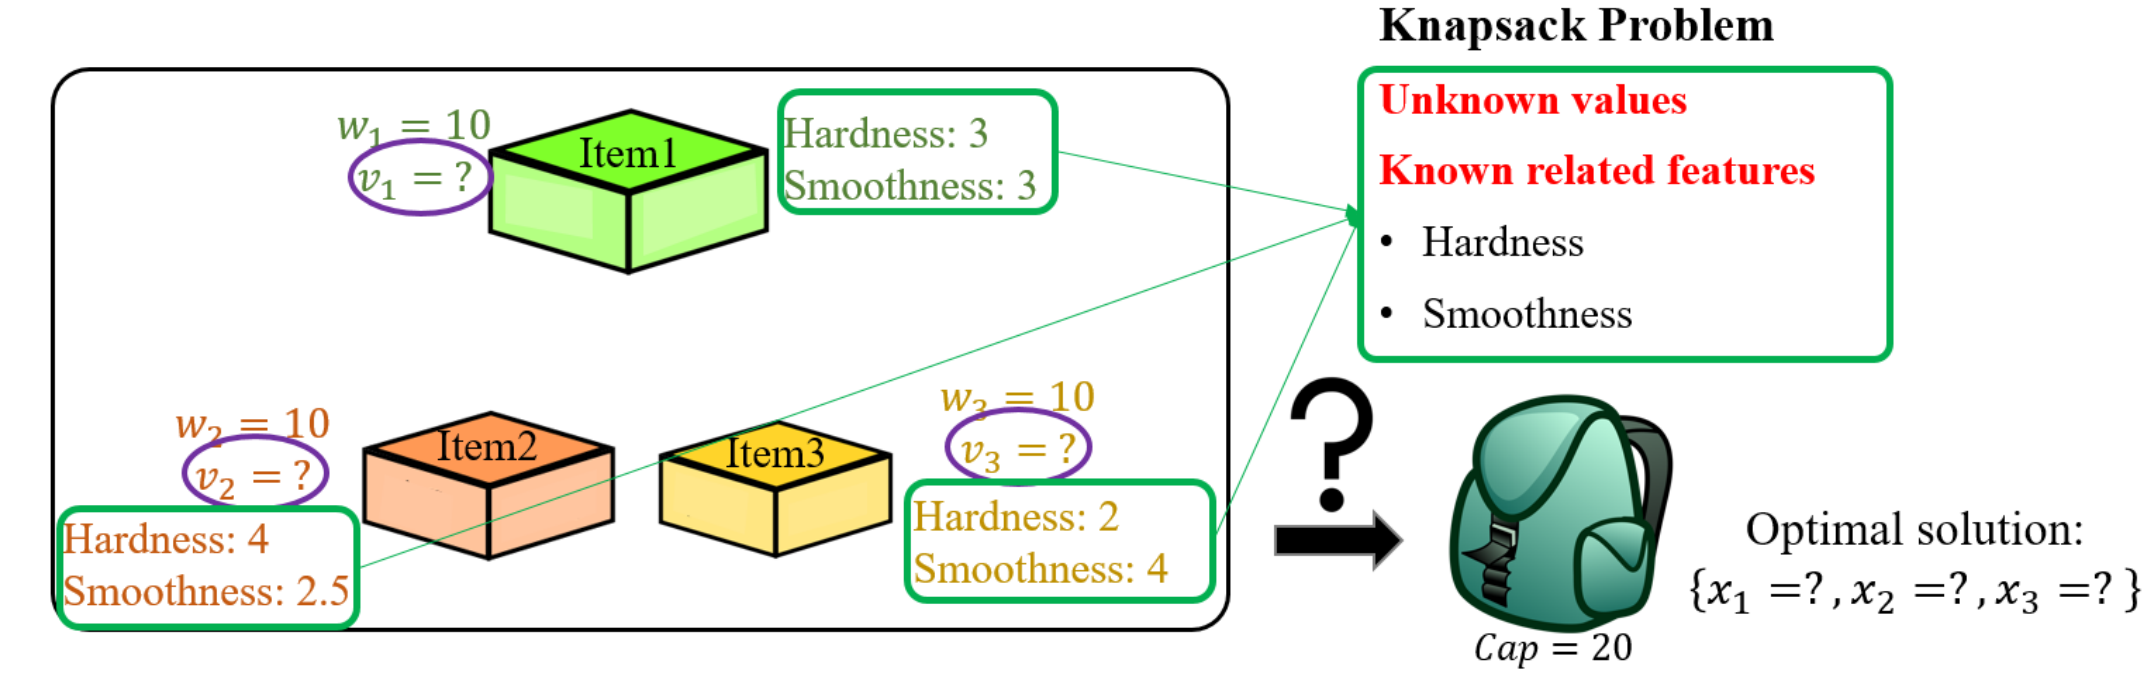 Knapsack Problem
Unknown values
Known related features
• Hardness
• Smoothness
w₁ = 10
v₁ = ?
Item1
Hardness: 3
Smoothness: 3
w₂ = 10
v₂ = ?
Item2
Hardness: 4
Smoothness: 2.5
Item3
w₃ = 10
v₃ = ?
Hardness: 2
Smoothness: 4
?
Optimal solution:
{x₁ =? , x₂ =? , x₃ =? }
Cap = 20